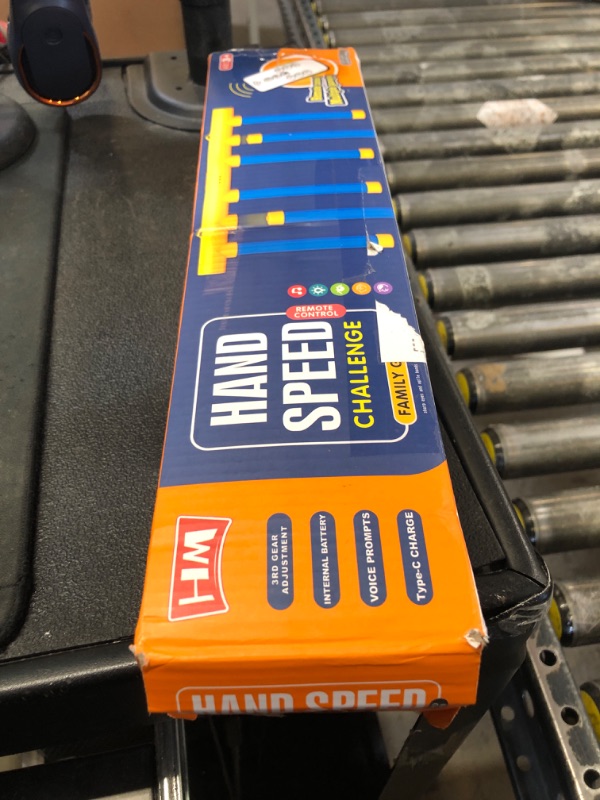 REMOTE
CONTROL
HAND
SPEED
CHALLENGE
FAMILY
HM
3RD GEAR
ADJUSTMENT
INTERNAL BATTERY
VOICE PROMPTS
Type-C CHARGE
HAND SPEED